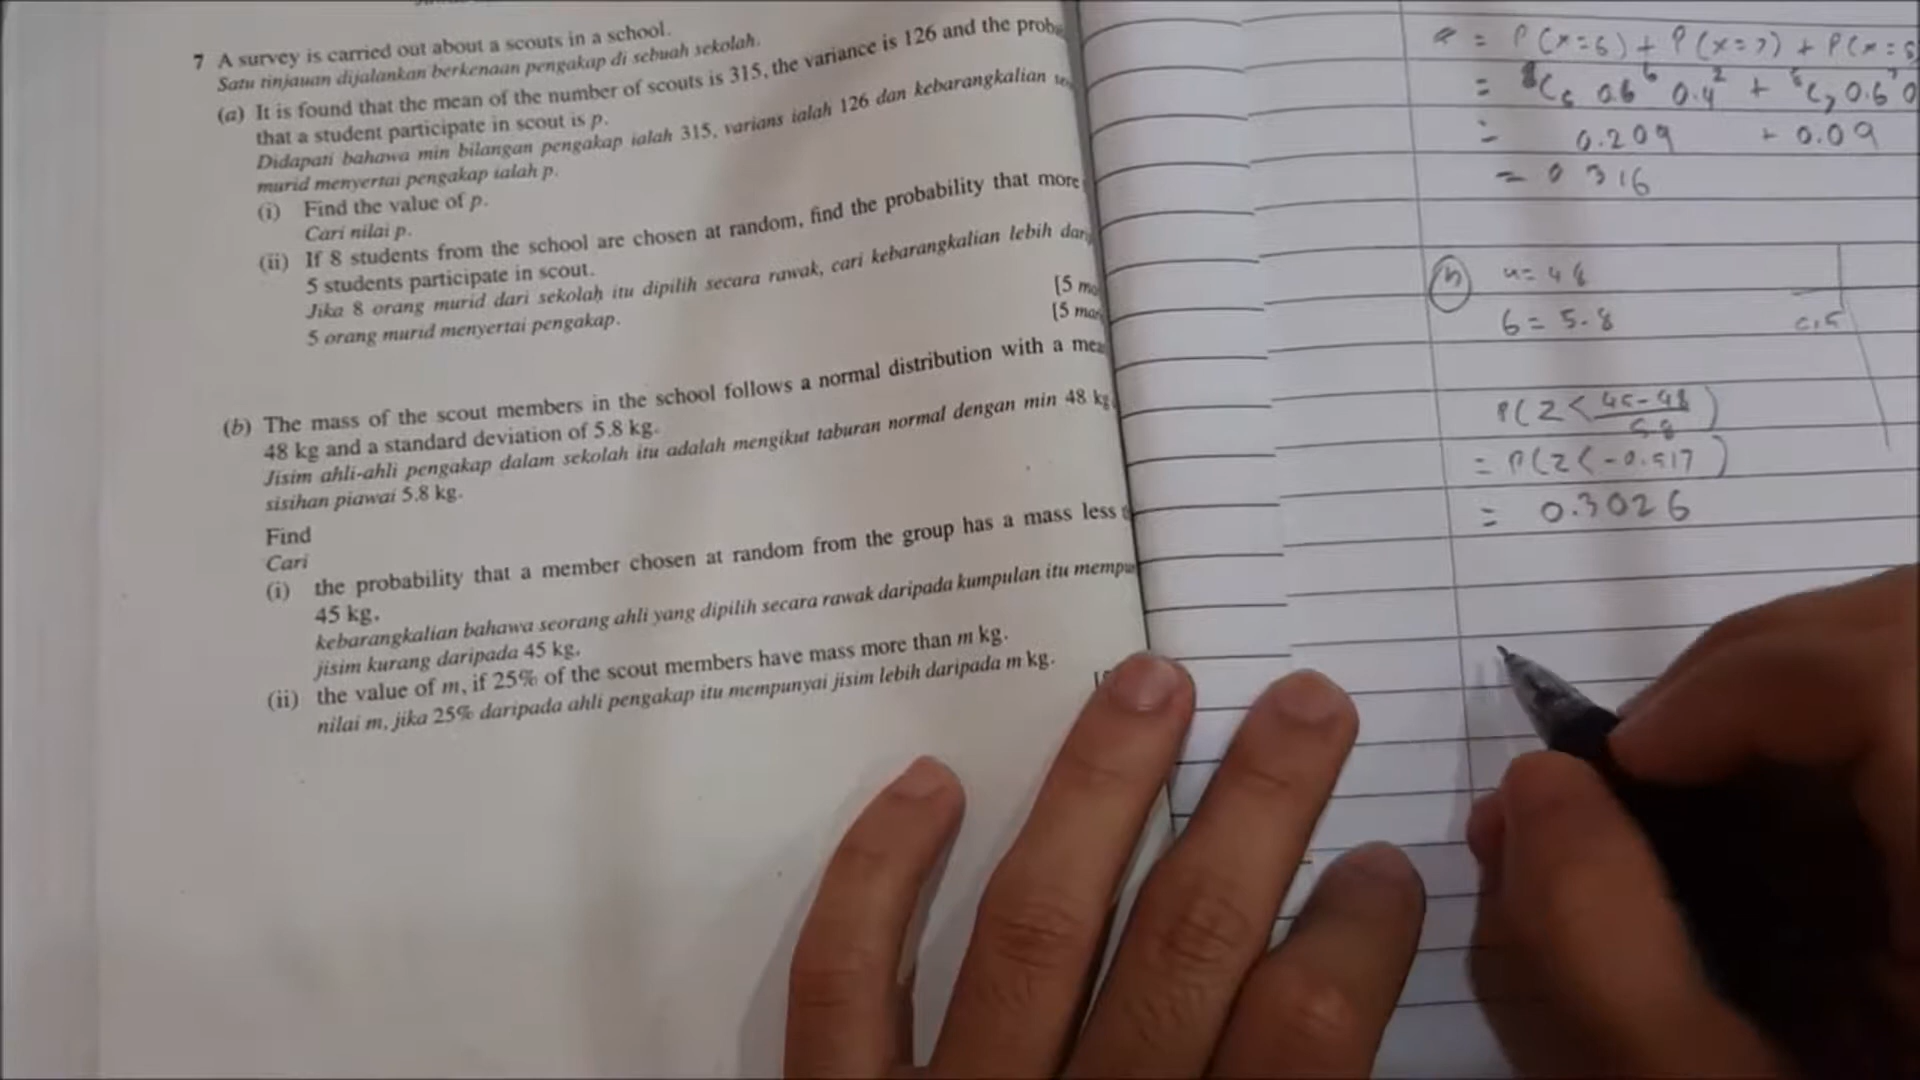 7 A survey is carried out about a scouts in a school.
Satu tinjauan dijalankan berkenaan pengakap di sebuah sekolah.
(a) It is found that the mean of the number of scouts is 315, the variance is 126 and the
that a student participate in scout is p.
Didapati bahawa min bilangan pengakap ialah 315, varians ialah 126 dan kebarangkalian
murid menyertai pengakap ialah p.
(i) Find the value of p.
Cari nilai p.
(ii) If 8 students from the school are chosen at random, find the probability that more
5 students participate in scout.
Jika 8 orang murid dari sekolah itu dipilih secara rawak, cari kebarangkalian lebih
5 orang murid menyertai pengakap.
[5
[5
(b) The mass of the scout members in the school follows a normal distribution with a
48 kg and a standard deviation of 5.8 kg.
Jisim ahli-ahli pengakap dalam sekolah itu adalah mengikut taburan normal dengan min 48 kg
sisihan piawai 5.8 kg.
Find
Cari
(i) the probability that a member chosen at random from the group has a mass less
45 kg,
kebarangkalian bahawa seorang ahli yang dipilih secara rawak daripada kumpulan itu
jisim kurang daripada 45 kg,
(ii) the value of m, if 25% of the scout members have mass more than m kg.
nilai m, jika 25% daripada ahli pengakap itu mempunyai jisim lebih daripada m kg.
= P(x=6) + P(x=7) + P(x=8
0.6⁶ 0.4² +
= 0.209 + 0.09
= 0 316
= 5.8
= P(Z < -0.517)
= 0.3026